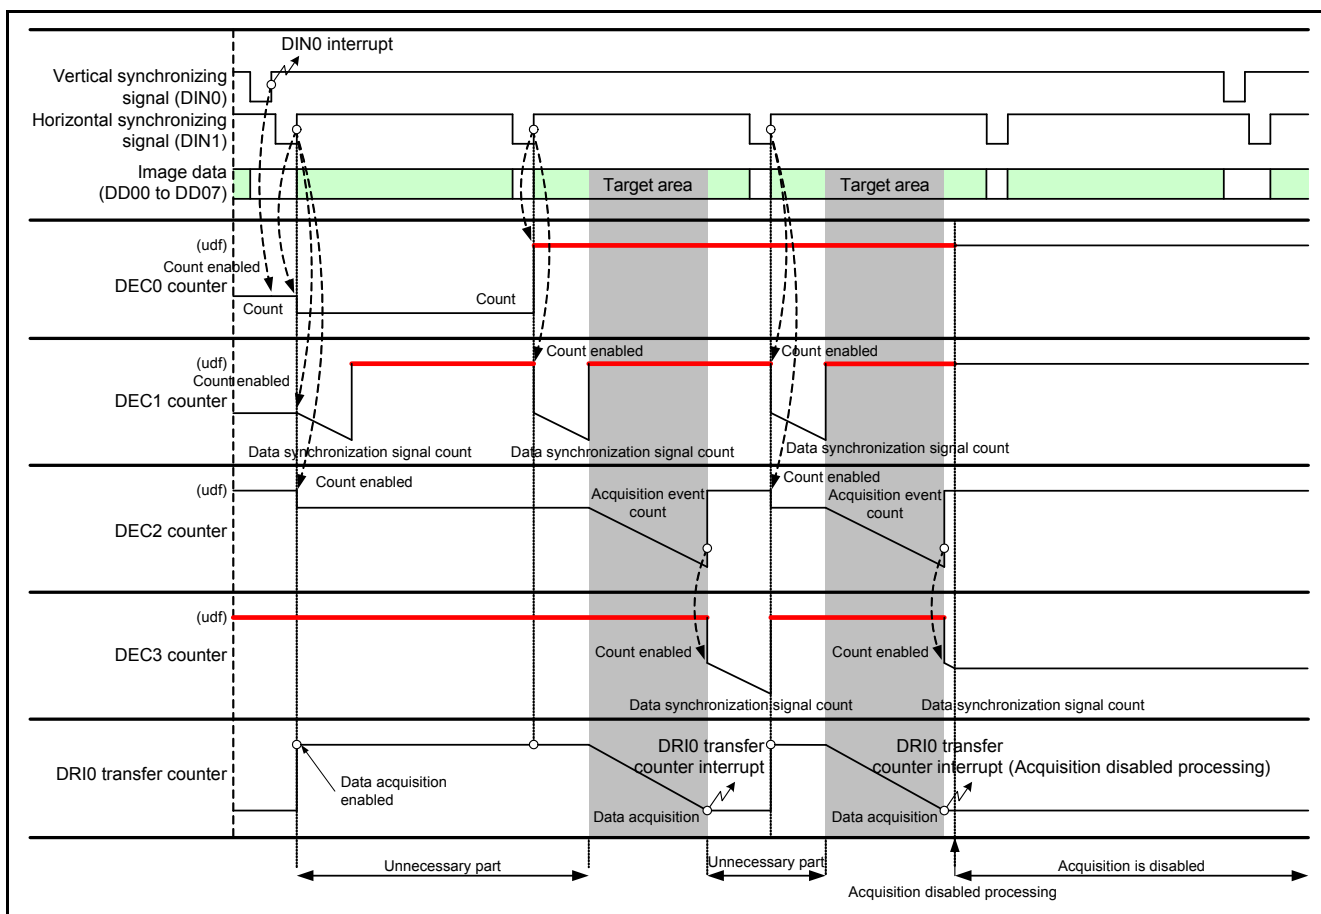 DIN0 interrupt
Vertical synchronizing
signal (DIN0)
Horizontal synchronizing
signal (DIN1)
Image data
(DD00 to DD07)
Target area
Target area
(udf)
Count enabled
DEC0 counter
Count
Count
(udf)
Count enabled
Count enabled
Count enabled
DEC1 counter
Data synchronization signal count
Data synchronization signal count
Data synchronization signal count
(udf)
Count enabled
Count enabled
Acquisition event
count
Acquisition event
count
DEC2 counter
(udf)
DEC3 counter
Count enabled
Count enabled
Data synchronization signal count
Data synchronization signal count
DRI0 transfer counter
Data acquisition
enabled
DRI0 transfer
counter interrupt
DRI0 transfer
counter interrupt (Acquisition disabled processing)
Data acquisition
Data acquisition
Unnecessary part
Unnecessary part
Acquisition is disabled
Acquisition disabled processing